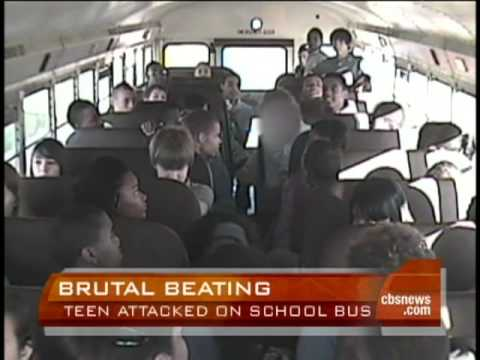 BRUTAL BEATING
TEEN ATTACKED ON SCHOOL BUS
cbsnews
.com